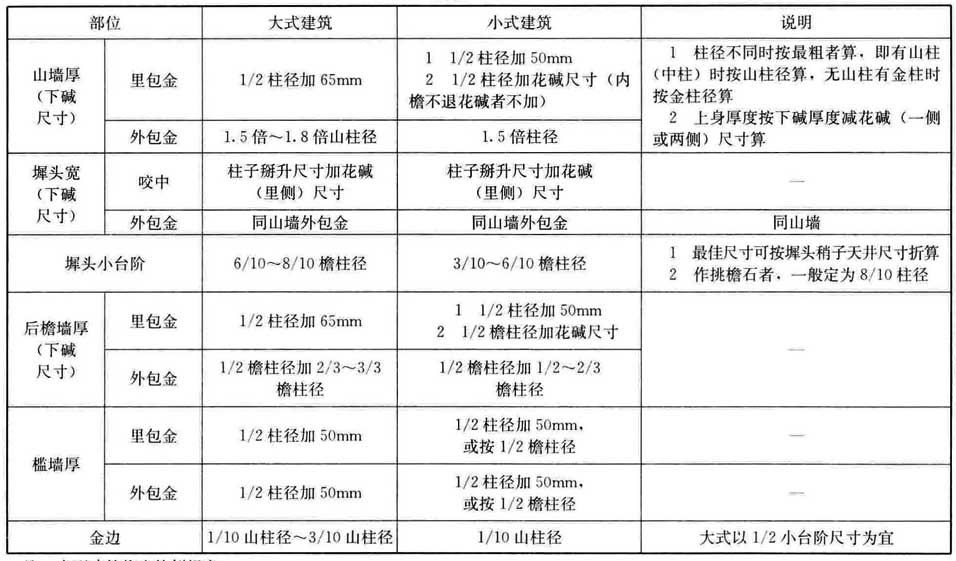 部位 大式建筑 小式建筑 说明
山墙厚
(下碱
尺寸)
里包金
1/2 柱径加 65mm
1 1/2 柱径加 50mm
2 1/2 柱径加花碱尺寸（内
檐不退花碱者不加）
1 柱径不同时按最粗者算，即有山柱
（中柱）时按山柱径算，无山柱有金柱时
按金柱径算
2 上身厚度按下碱厚度减花碱（一侧
或两侧）尺寸算
外包金 1.5 倍～1.8 倍山柱径 1.5 倍柱径
墀头宽
（下碱
尺寸）
咬中
柱子掰升尺寸加花碱
（里侧）尺寸
柱子掰升尺寸加花碱
（里侧）尺寸
—
外包金 同山墙外包金 同山墙外包金 同山墙
墀头小台阶 6/10～8/10 檐柱径 3/10～6/10 檐柱径
1 最佳尺寸可按墀头稍子天井尺寸折算
2 作挑檐石者，一般定为 8/10 柱径
后檐墙厚
（下碱
尺寸）
里包金
1/2 柱径加 65mm
1 1/2 柱径加 50mm
2 1/2 檐柱径加花碱尺寸
—
外包金
1/2 檐柱径加 2/3～3/3
檐柱径
1/2 檐柱径加 1/2～2/3
檐柱径
槛墙厚
里包金
1/2 柱径加 50mm
1/2 柱径加 50mm，
或按 1/2 檐柱径
—
外包金
1/2 柱径加 50mm
1/2 柱径加 50mm，
或按 1/2 檐柱径
—
金边 1/10 山柱径～3/10 山柱径 1/10 山柱径 大式以 1/2 小台阶尺寸为宜